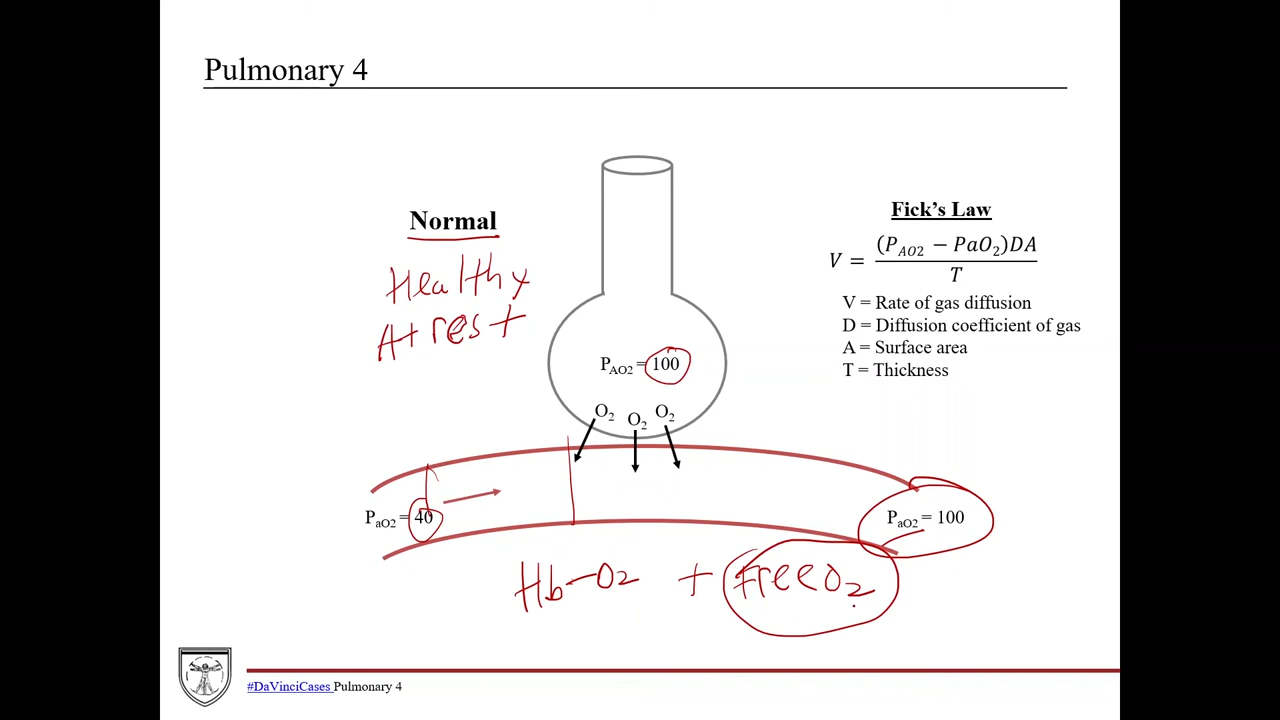 Pulmonary 4
Normal
Healthy
At rest
Fick's Law
V = (P_AO2 − PaO₂)DA / T
V = Rate of gas diffusion
D = Diffusion coefficient of gas
A = Surface area
T = Thickness
P_AO2 = 100
O₂ O₂ O₂
P_aO2 = 40
P_aO2 = 100
Hb-O₂ + Free O₂
#DaVinciCases Pulmonary 4